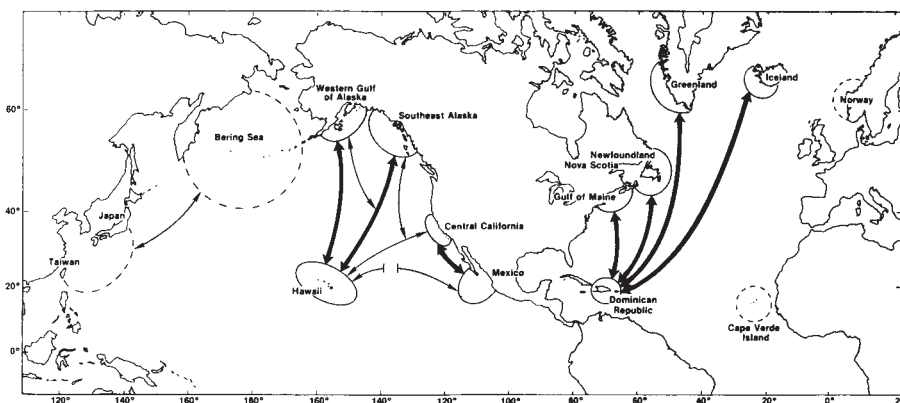 Western Gulf
of Alaska
Greenland
Iceland
Norway
60°
Bering Sea
Southeast Alaska
Newfoundland
Nova Scotia
Gulf of Maine
40°
Japan
Central California
Taiwan
Mexico
20°
Hawaii
Dominican
Republic
Cape Verde
Island
0°
120°
140°
160°
180°
160°
140°
120°
100°
80°
60°
40°
20°
0°